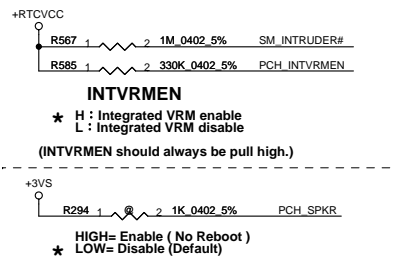 +RTCVCC
R567 1 2 1M_0402_5% SM_INTRUDER#
R585 1 2 330K_0402_5% PCH_INTVRMEN
INTVRMEN
* H：Integrated VRM enable
L：Integrated VRM disable
(INTVRMEN should always be pull high.)
+3VS
R294 1 @ 2 1K_0402_5% PCH_SPKR
HIGH= Enable ( No Reboot )
* LOW= Disable (Default)